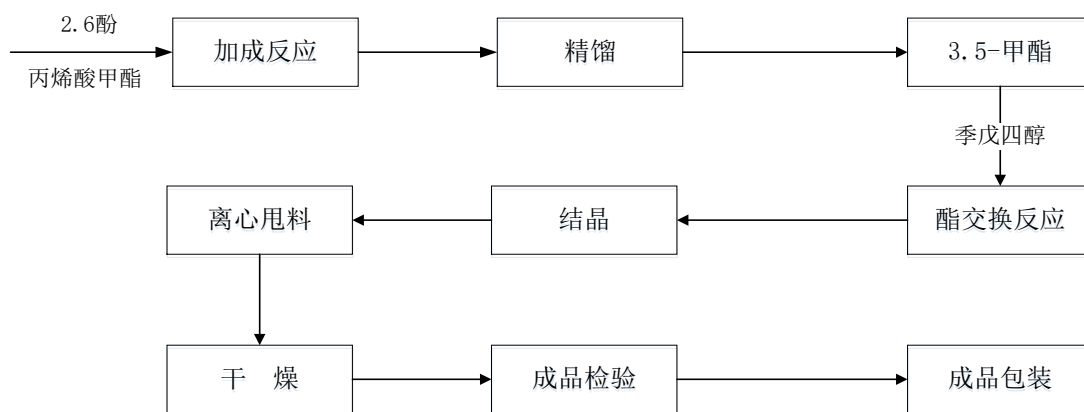 2.6酚
丙烯酸甲酯
加成反应
精馏
3.5-甲酯
季戊四醇
离心甩料
结晶
酯交换反应
干 燥
成品检验
成品包装